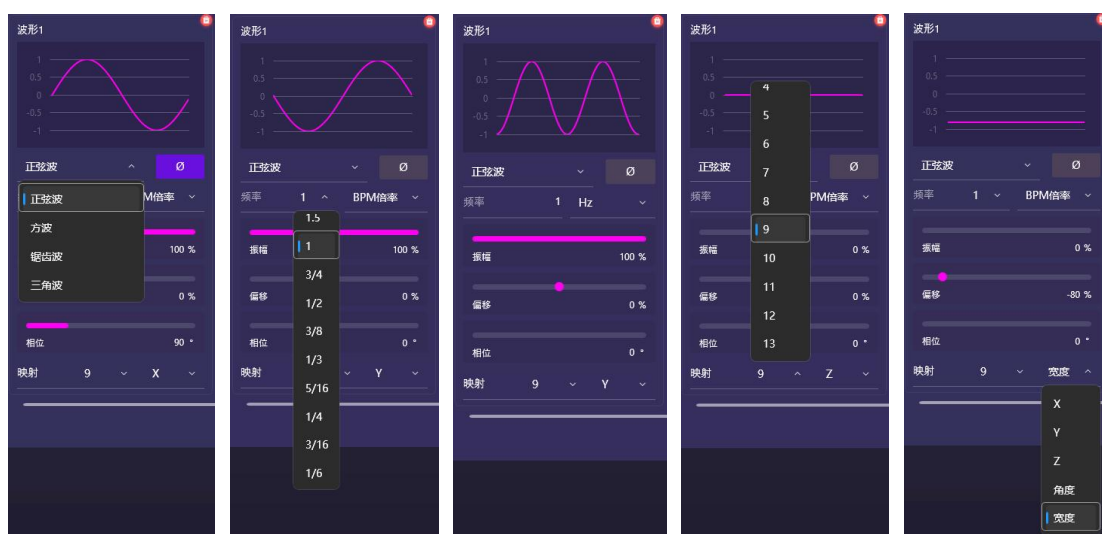 波形1
1
0.5
0
-0.5
-1
正弦波 Ø
正弦波
方波
锯齿波
三角波
M倍率
100 %
0 %
相位 90 °
映射 9 X
波形1
1
0.5
0
-0.5
-1
正弦波 Ø
频率 1 BPM倍率
1.5
1
3/4
1/2
3/8
1/3
5/16
1/4
3/16
1/6
振幅 100 %
偏移 0 %
相位 0 °
映射 Y
波形1
1
0.5
0
-0.5
-1
正弦波 Ø
频率 1 Hz
振幅 100 %
偏移 0 %
相位 0 °
映射 9 Y
波形1
1
0.5
0
-0.5
-1
正弦波 Ø
频率 PM倍率
4
5
6
7
8
9
10
11
12
13
振幅 0 %
偏移 0 %
相位 0 °
映射 9 Z
波形1
1
0.5
0
-0.5
-1
正弦波 Ø
频率 1 BPM倍率
振幅 0 %
偏移 -80 %
相位 0 °
映射 9 宽度
X
Y
Z
角度
宽度